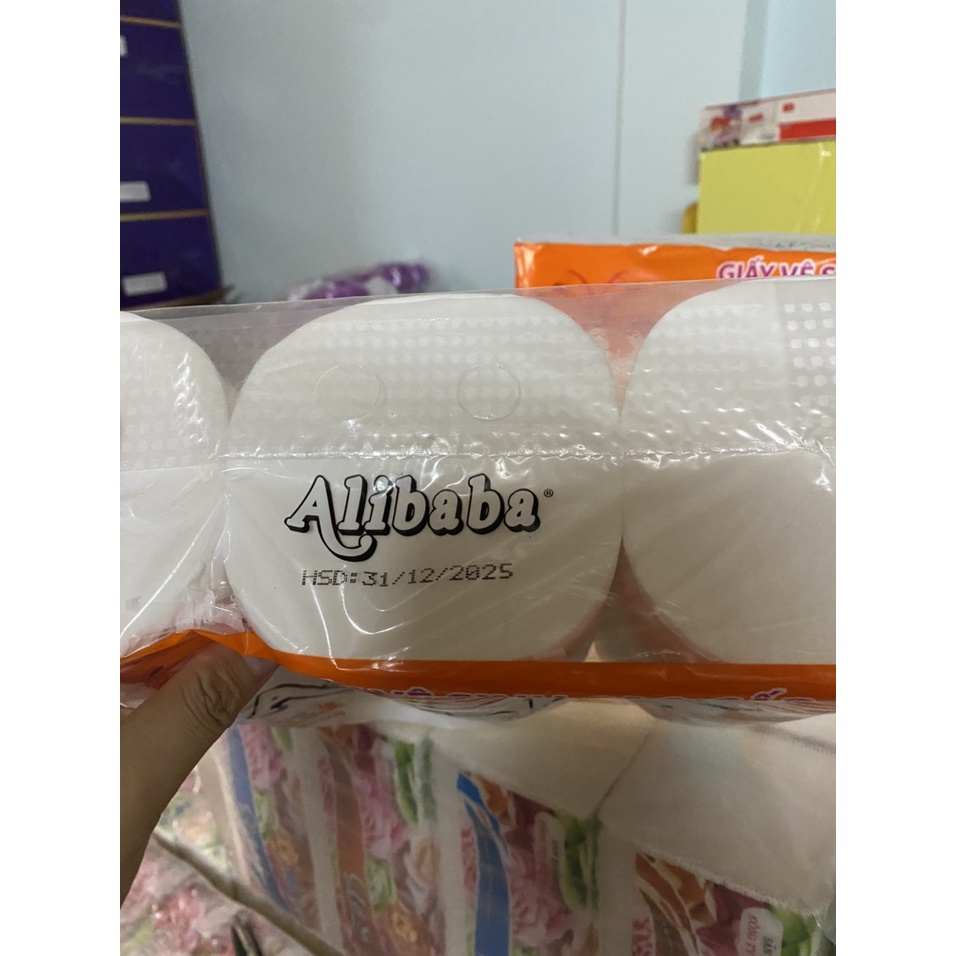 GIẤY VỆ S
Alibaba®
HSD: 31/12/2025